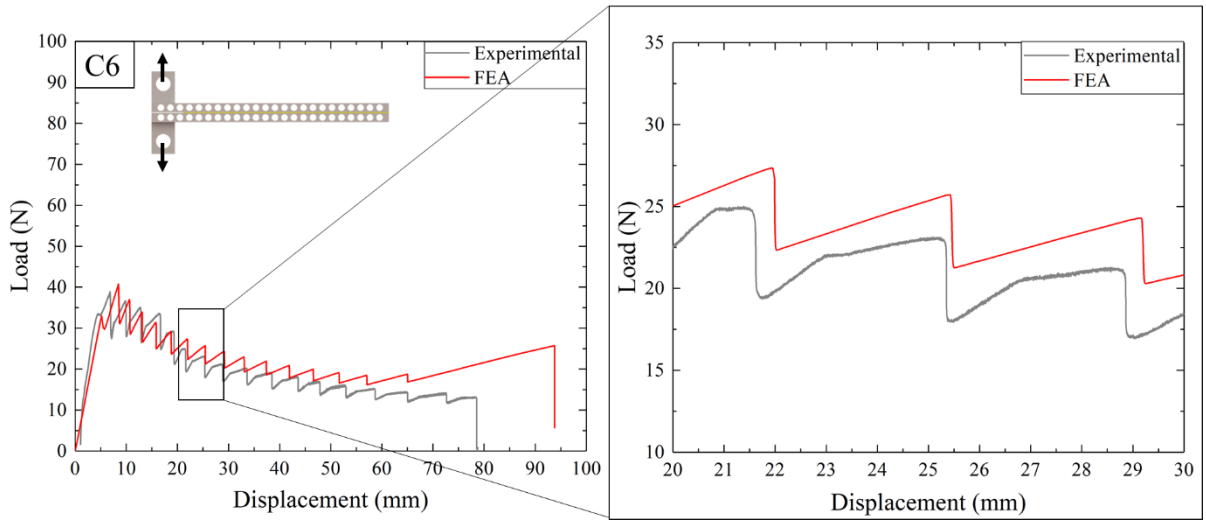 C6
Experimental
FEA
100
90
80
70
60
50
40
30
20
10
0
Load (N)
0 10 20 30 40 50 60 70 80 90 100
Displacement (mm)
Experimental
FEA
35
30
25
20
15
10
Load (N)
20 21 22 23 24 25 26 27 28 29 30
Displacement (mm)